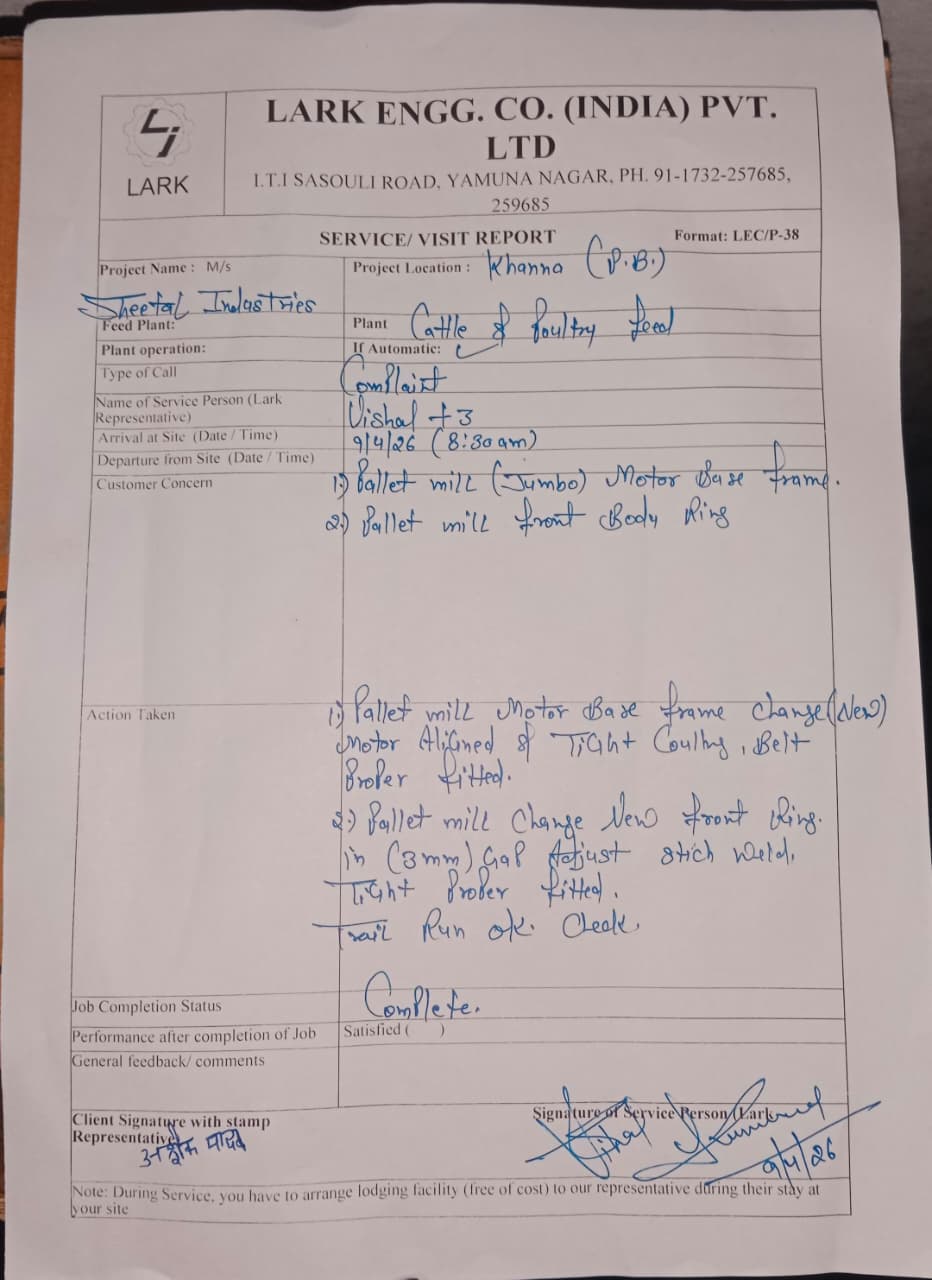 LARK
LARK ENGG. CO. (INDIA) PVT.
LTD
I.T.I SASOULI ROAD, YAMUNA NAGAR, PH. 91-1732-257685,
259685
SERVICE/ VISIT REPORT Format: LEC/P-38
Project Name : M/s
Sheetal Industries
Project Location : Khanna (P.B.)
Feed Plant:
Plant Cattle & Poultry feed
Plant operation:
If Automatic: ✓
Type of Call Complaint
Name of Service Person (Lark
Representative) Vishal +3
Arrival at Site (Date / Time) 9/4/26 (8:30am)
Departure from Site (Date / Time)
Customer Concern 1.) Pallet mill (Jumbo) Motor Base frame.
2.) Pallet mill front Body Ring
Action Taken 1.) Pallet mill Motor Base frame Change (New)
Motor Aligned & Tight Coulling, Belt
Proper fitted.
2.) Pallet mill Change New front Ring.
in (3mm) Gap Adjust stich Weld,
Tight Proper fitted.
Trail Run ok. Cheak.
Job Completion Status Complete.
Performance after completion of Job Satisfied ( )
General feedback/ comments
Client Signature with stamp
Representative
यादव
Signature of Service Person (Lark
Vishal
9/4/26
Note: During Service, you have to arrange lodging facility (free of cost) to our representative during their stay at
your site